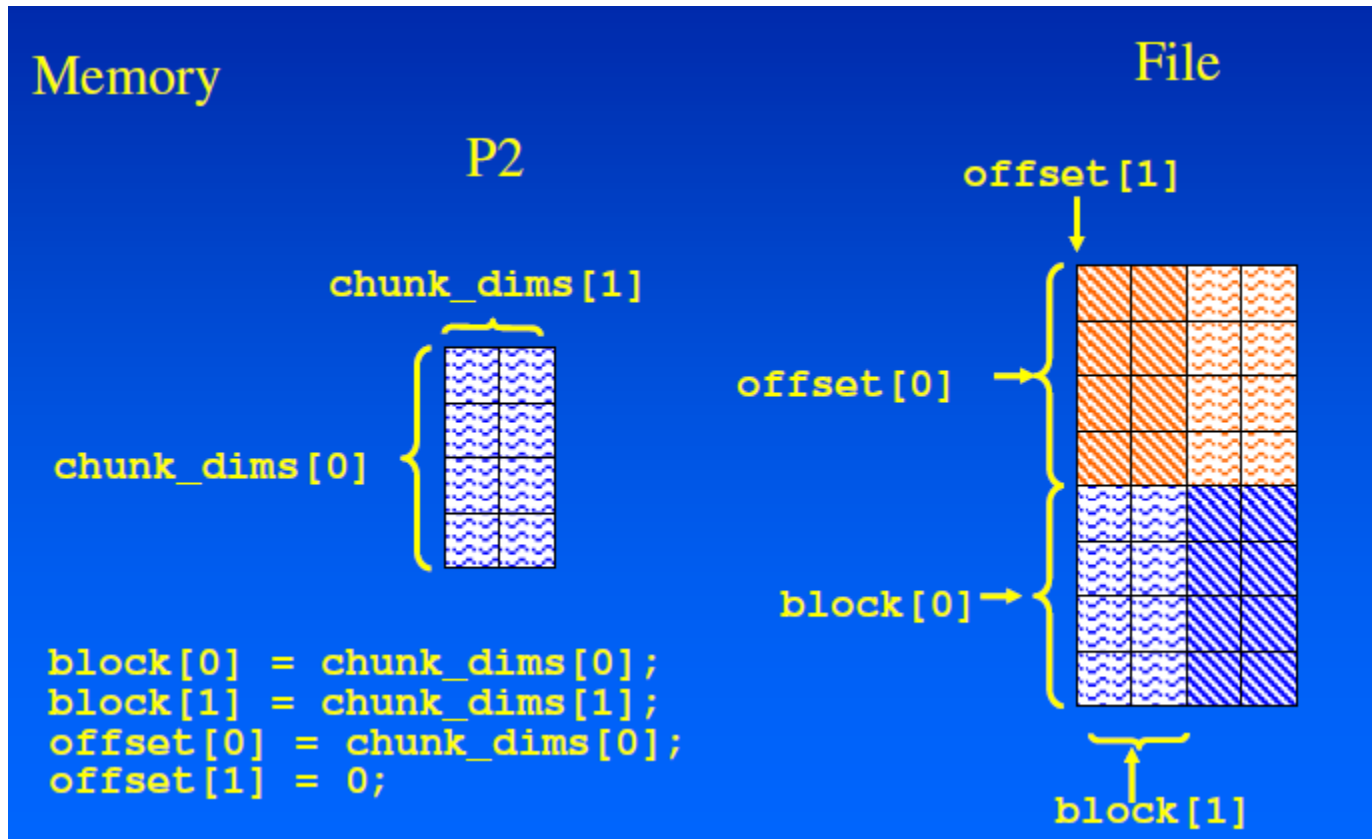 Memory
File
P2
offset[1]
chunk_dims[1]
offset[0]
chunk_dims[0]
block[0]
block[0] = chunk_dims[0];
block[1] = chunk_dims[1];
offset[0] = chunk_dims[0];
offset[1] = 0;
block[1]